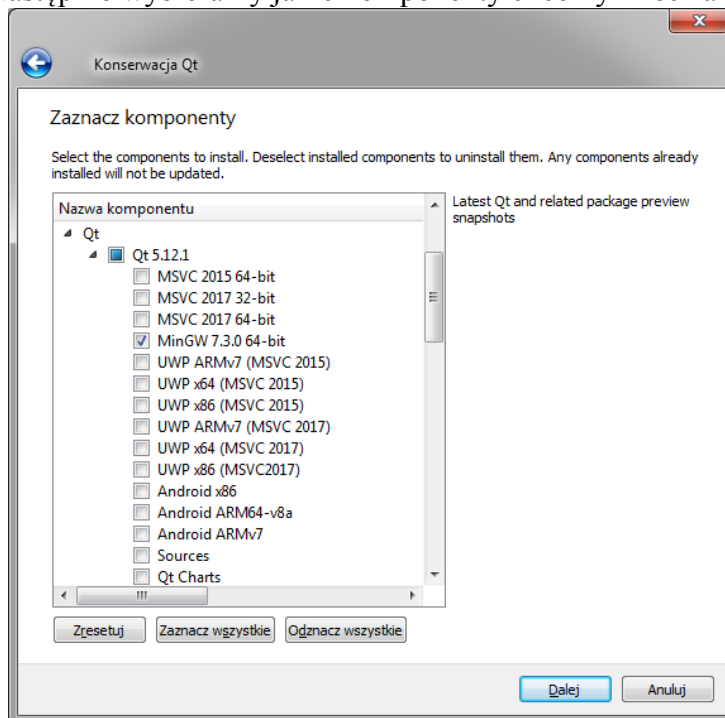 Konserwacja Qt
Zaznacz komponenty
Select the components to install. Deselect installed components to uninstall them. Any components already
installed will not be updated.
Nazwa komponentu
Qt
Qt 5.12.1
MSVC 2015 64-bit
MSVC 2017 32-bit
MSVC 2017 64-bit
MinGW 7.3.0 64-bit
UWP ARMv7 (MSVC 2015)
UWP x64 (MSVC 2015)
UWP x86 (MSVC 2015)
UWP ARMv7 (MSVC 2017)
UWP x64 (MSVC 2017)
UWP x86 (MSVC2017)
Android x86
Android ARM64-v8a
Android ARMv7
Sources
Qt Charts
Latest Qt and related package preview
snapshots
Zresetuj Zaznacz wszystkie Odznacz wszystkie
Dalej Anuluj